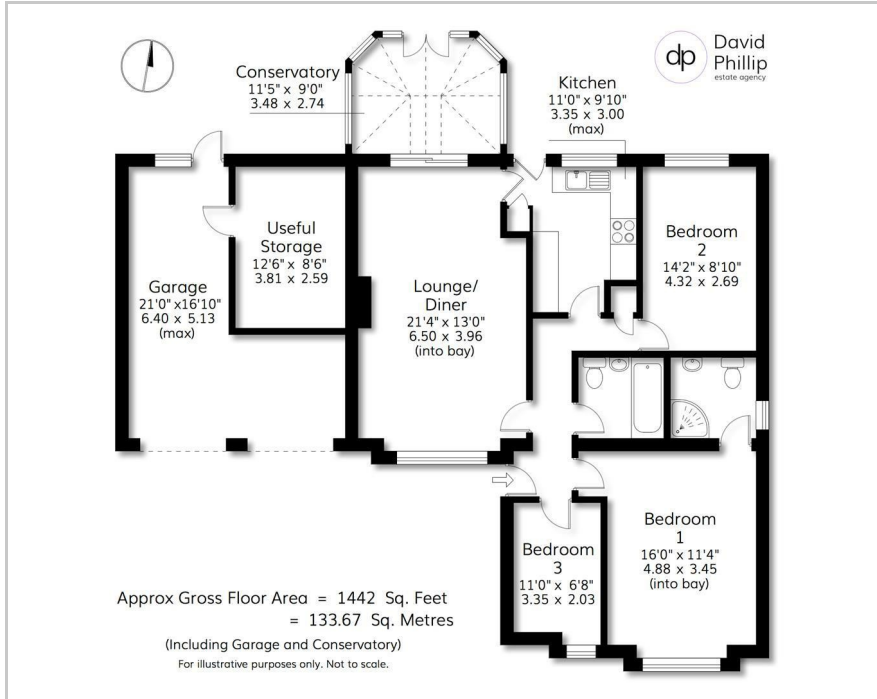 David
Phillip
estate agency
dp
Conservatory
11'5" x 9'0"
3.48 x 2.74
Kitchen
11'0" x 9'10"
3.35 x 3.00
(max)
Useful
Storage
12'6" x 8'6"
3.81 x 2.59
Garage
21'0" x16'10"
6.40 x 5.13
(max)
Lounge/
Diner
21'4" x 13'0"
6.50 x 3.96
(into bay)
Bedroom
2
14'2" x 8'10"
4.32 x 2.69
Bedroom
1
16'0" x 11'4"
4.88 x 3.45
(into bay)
Bedroom
3
11'0" x 6'8"
3.35 x 2.03
Approx Gross Floor Area = 1442 Sq. Feet
= 133.67 Sq. Metres
(Including Garage and Conservatory)
For illustrative purposes only. Not to scale.